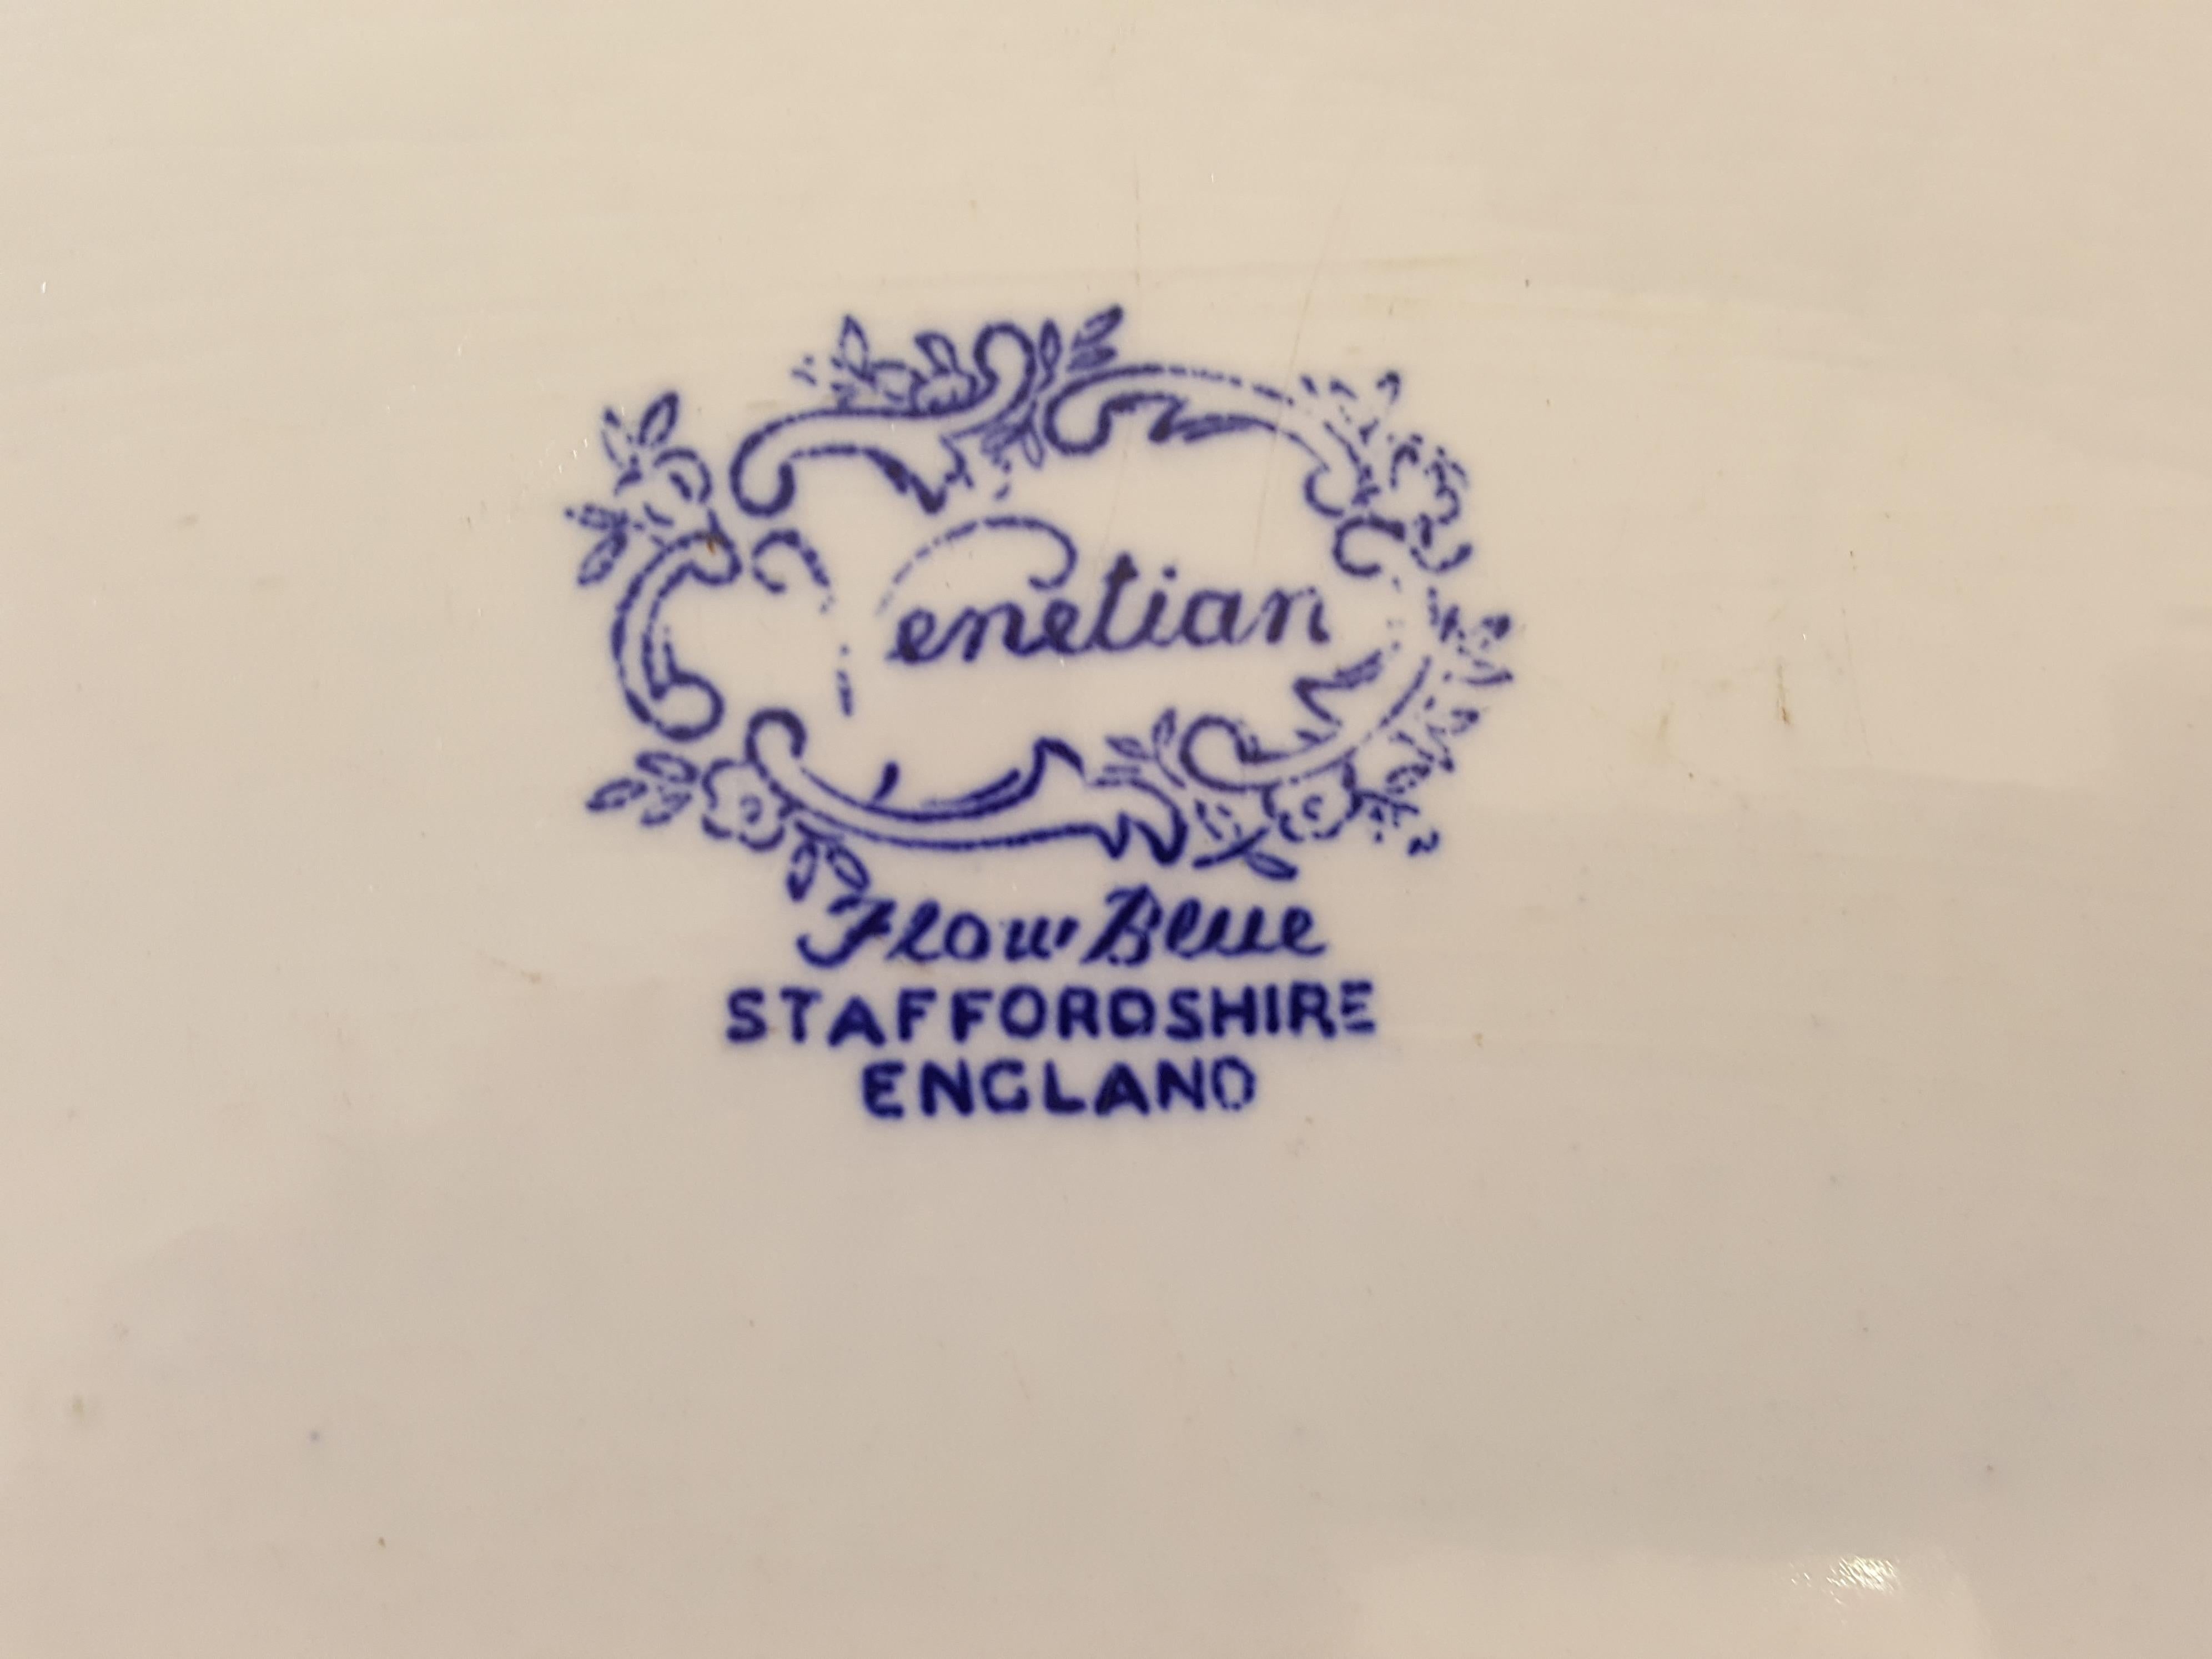 Venetian
Flow Blue
STAFFORDSHIRE
ENGLAND